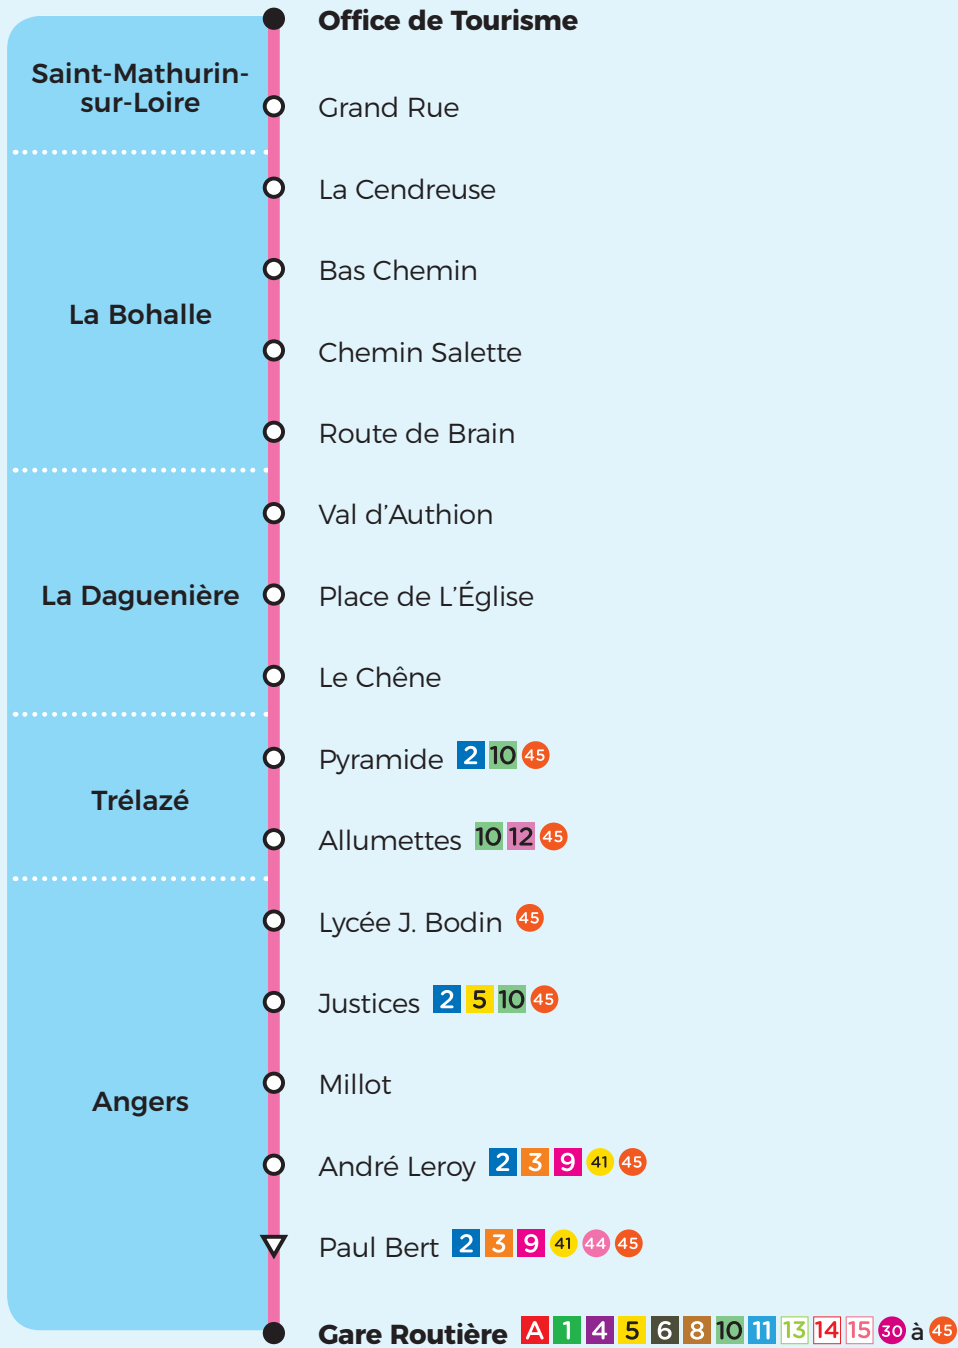 Office de Tourisme
Saint-Mathurin-
sur-Loire
Grand Rue
La Cendreuse
Bas Chemin
La Bohalle
Chemin Salette
Route de Brain
Val d’Authion
La Daguenière
Place de L’Église
Le Chêne
Pyramide 2 10 45
Trélazé
Allumettes 10 12 45
Lycée J. Bodin 45
Justices 2 5 10 45
Millot
Angers
André Leroy 2 3 9 41 45
Paul Bert 2 3 9 41 44 45
Gare Routière A 1 4 5 6 8 10 11 13 14 15 30 à 45